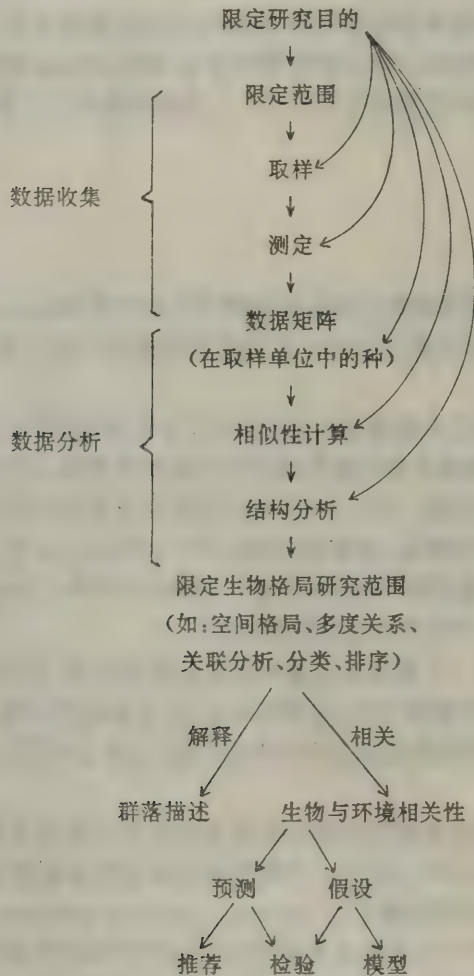 限定研究目的
限定范围
取样
数据收集
测定
数据矩阵
(在取样单位中的种)
相似性计算
数据分析
结构分析
限定生物格局研究范围
(如:空间格局、多度关系、
关联分析、分类、排序)
解释 相关
群落描述 生物与环境相关性
预测 假设
推荐 检验 模型